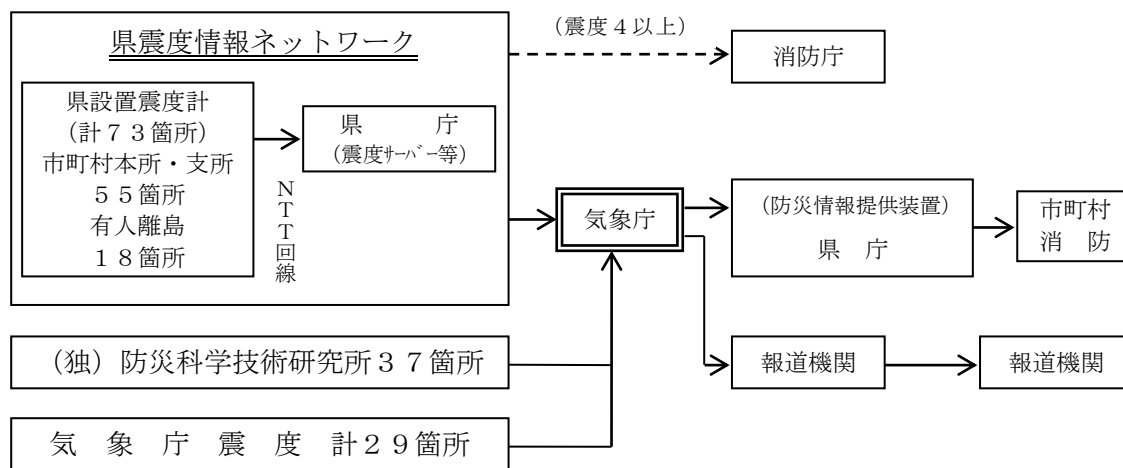 県震度情報ネットワーク
県設置震度計
(計７３箇所)
市町村本所・支所
５５箇所
有人離島
１８箇所
ＮＴＴ回線
県　　　庁
(震度ｻｰﾊﾞｰ等)
(震度４以上)
消防庁
気象庁
(防災情報提供装置)
県　庁
市町村
消　防
報道機関
報道機関
(独) 防災科学技術研究所３７箇所
気　象　庁　震　度　計２９箇所